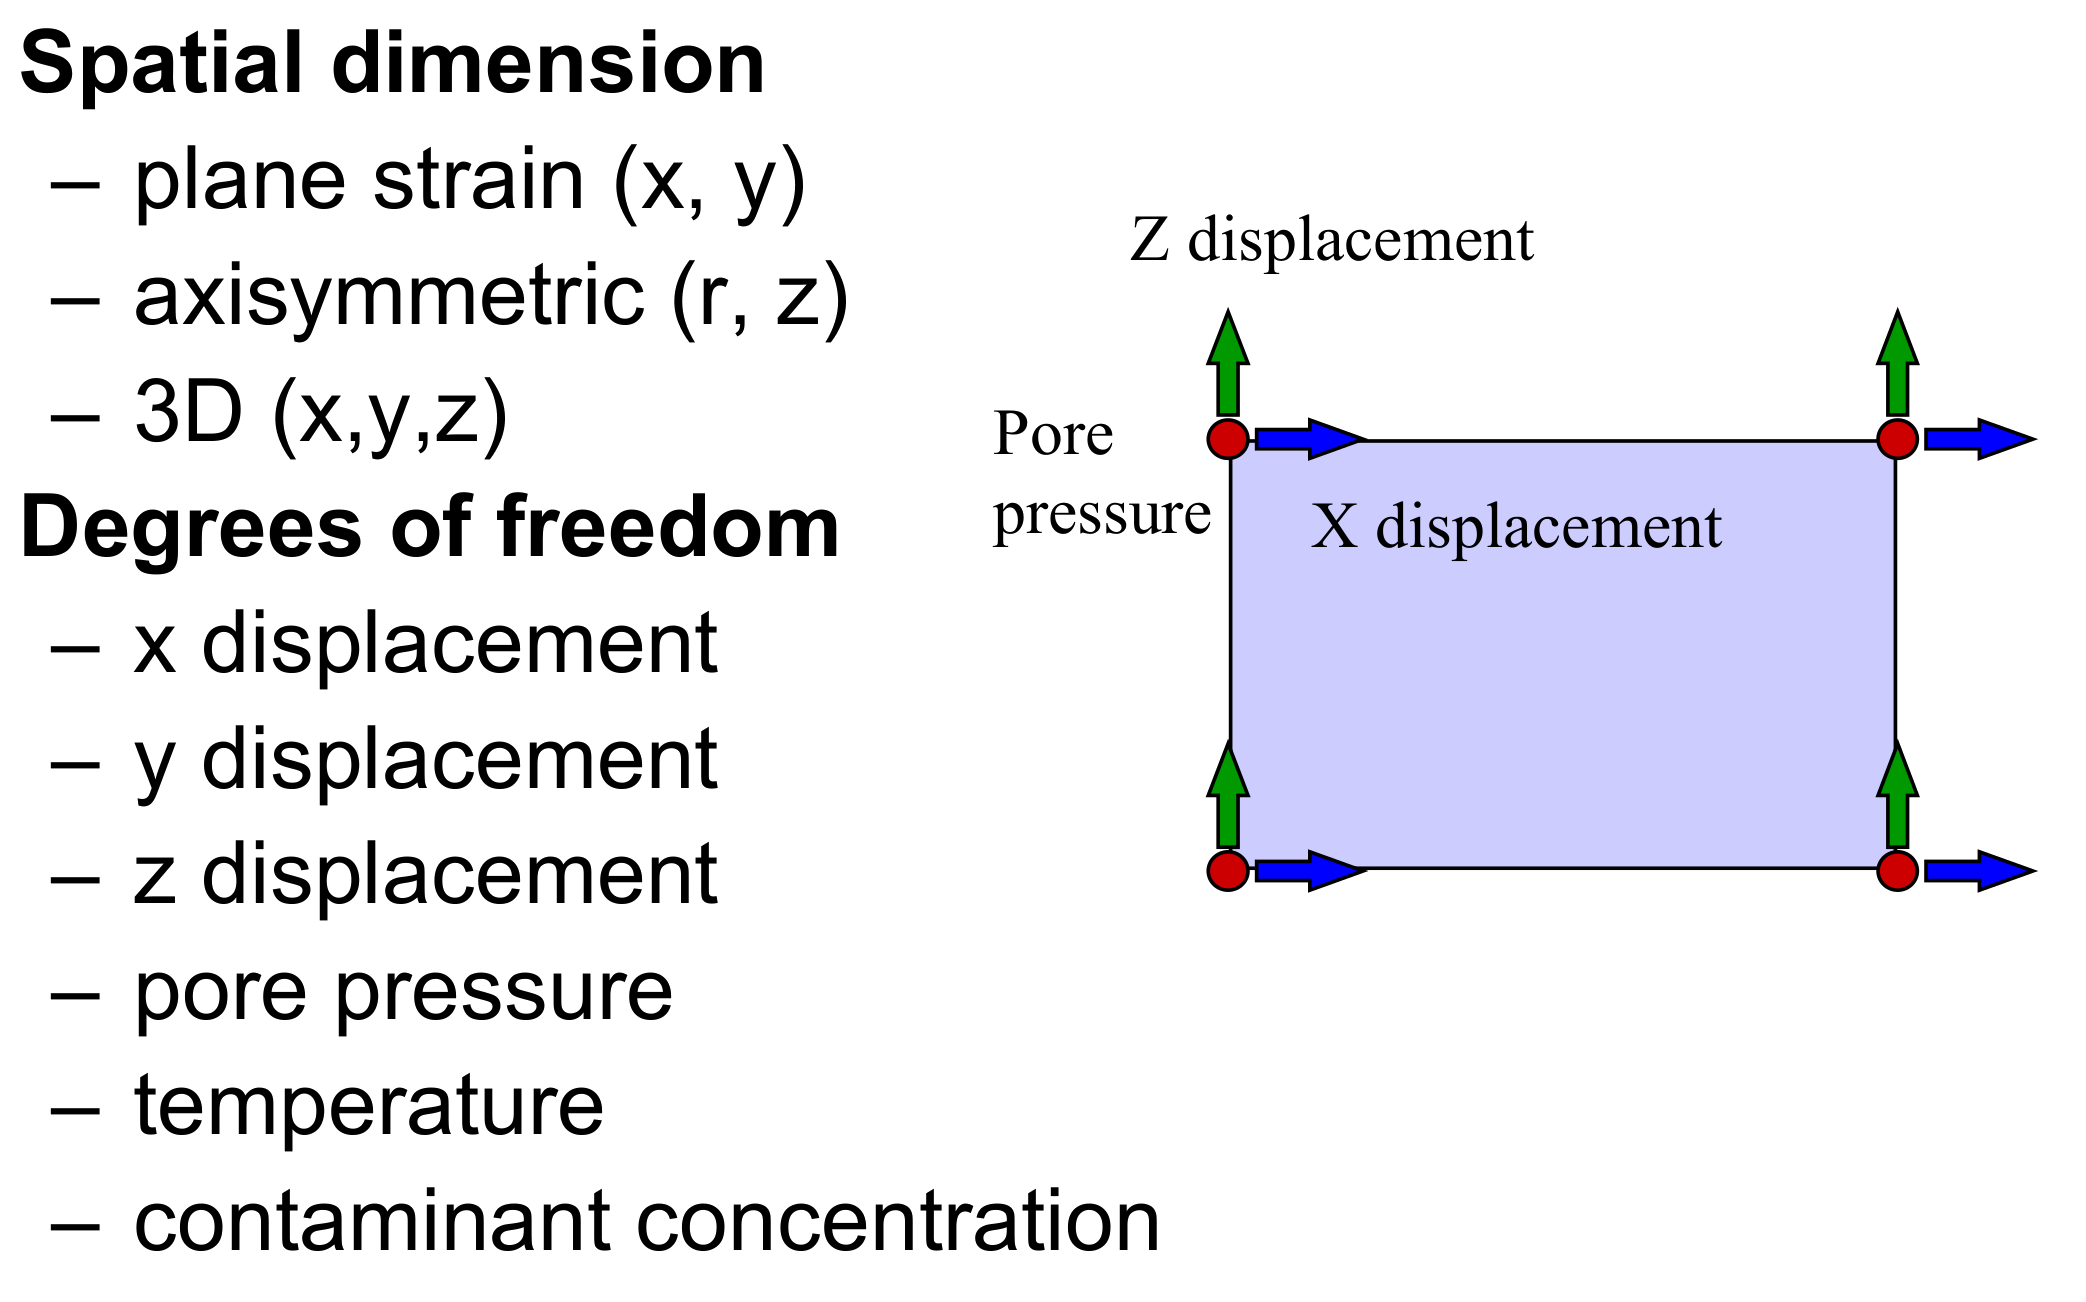 Spatial dimension
– plane strain (x, y)
– axisymmetric (r, z)
– 3D (x,y,z)
Degrees of freedom
– x displacement
– y displacement
– z displacement
– pore pressure
– temperature
– contaminant concentration
Z displacement
Pore
pressure
X displacement